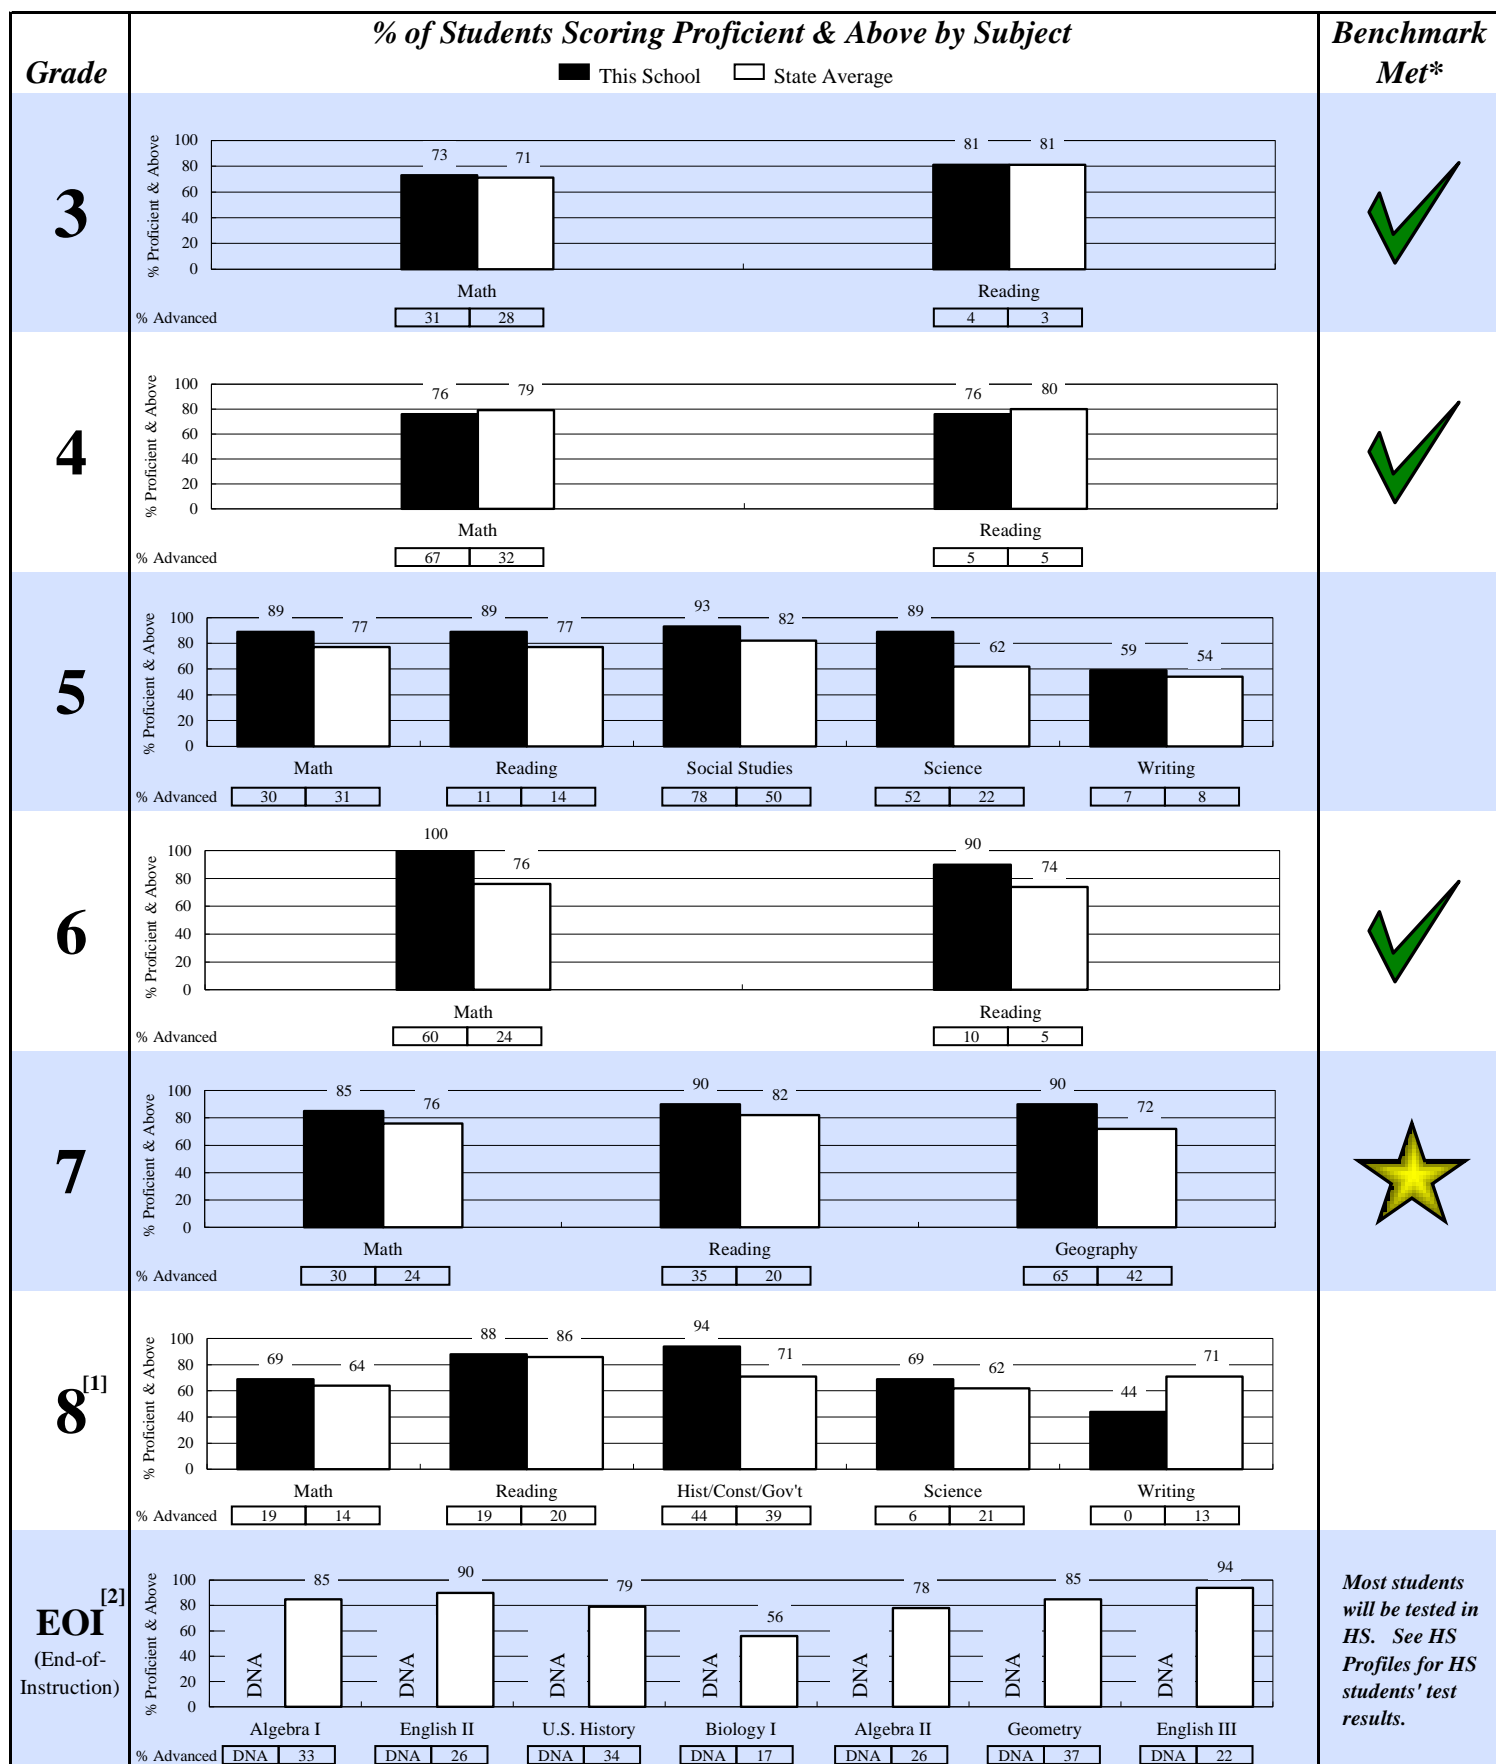 % of Students Scoring Proficient & Above by Subject
Benchmark
Met*
Grade
This School
State Average
3
% Proficient & Above
100
80
60
40
20
0
73
71
81
81
Math
Reading
% Advanced
31 28
4 3
4
% Proficient & Above
100
80
60
40
20
0
76
79
76
80
Math
Reading
% Advanced
67 32
5 5
5
% Proficient & Above
100
80
60
40
20
0
89
77
89
77
93
82
89
62
59
54
Math
Reading
Social Studies
Science
Writing
% Advanced
30 31
11 14
78 50
52 22
7 8
6
% Proficient & Above
100
80
60
40
20
0
100
76
90
74
Math
Reading
% Advanced
60 24
10 5
7
% Proficient & Above
100
80
60
40
20
0
85
76
90
82
90
72
Math
Reading
Geography
% Advanced
30 24
35 20
65 42
8[1]
% Proficient & Above
100
80
60
40
20
0
69
64
88
86
94
71
69
62
44
71
Math
Reading
Hist/Const/Gov't
Science
Writing
% Advanced
19 14
19 20
44 39
6 21
0 13
EOI[2]
(End-of-
Instruction)
% Proficient & Above
100
80
60
40
20
0
DNA
85
DNA
90
DNA
79
DNA
56
DNA
78
DNA
85
DNA
94
Algebra I
English II
U.S. History
Biology I
Algebra II
Geometry
English III
% Advanced
DNA 33
DNA 26
DNA 34
DNA 17
DNA 26
DNA 37
DNA 22
Most students
will be tested in
HS. See HS
Profiles for HS
students' test
results.